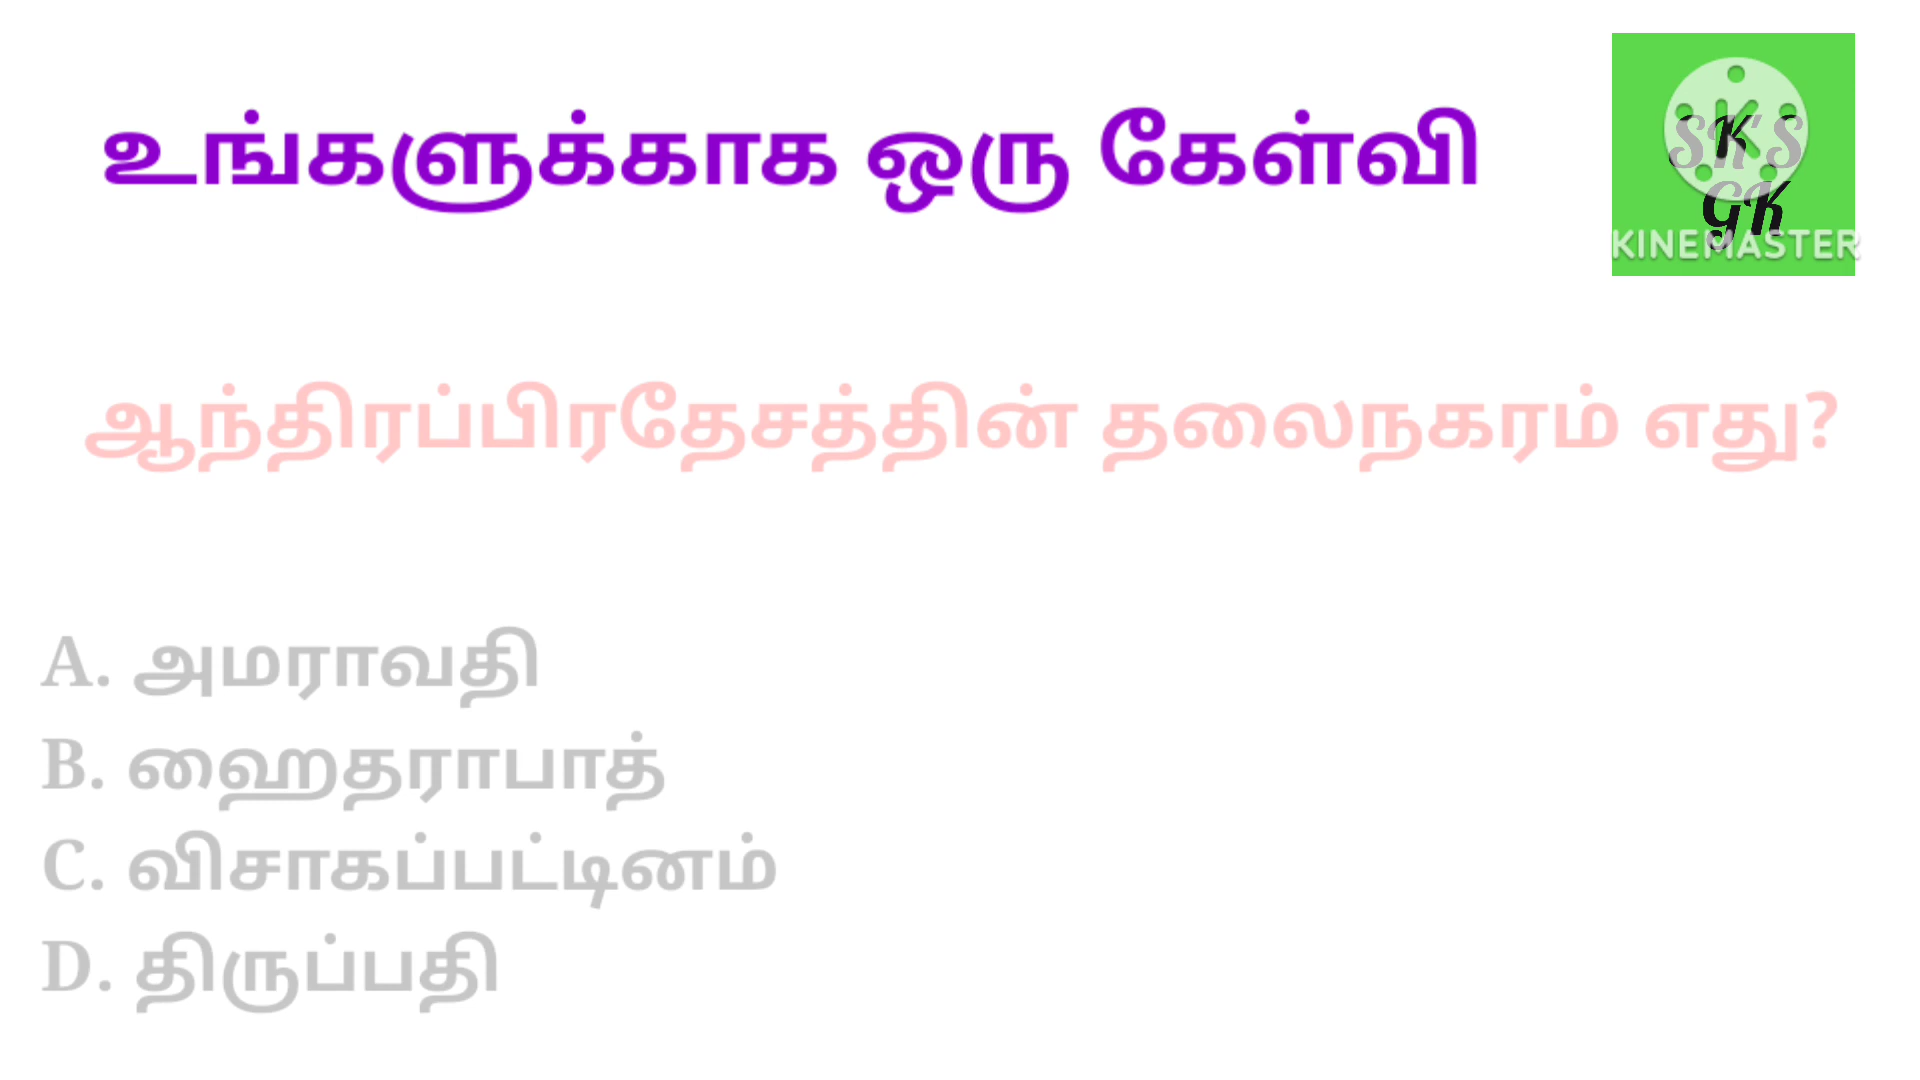 உங்களுக்காக ஒரு கேள்வி
SK'S
GK
KINEMASTER
ஆந்திரப்பிரதேசத்தின் தலைநகரம் எது?
A. அமராவதி
B. ஹைதராபாத்
C. விசாகப்பட்டினம்
D. திருப்பதி